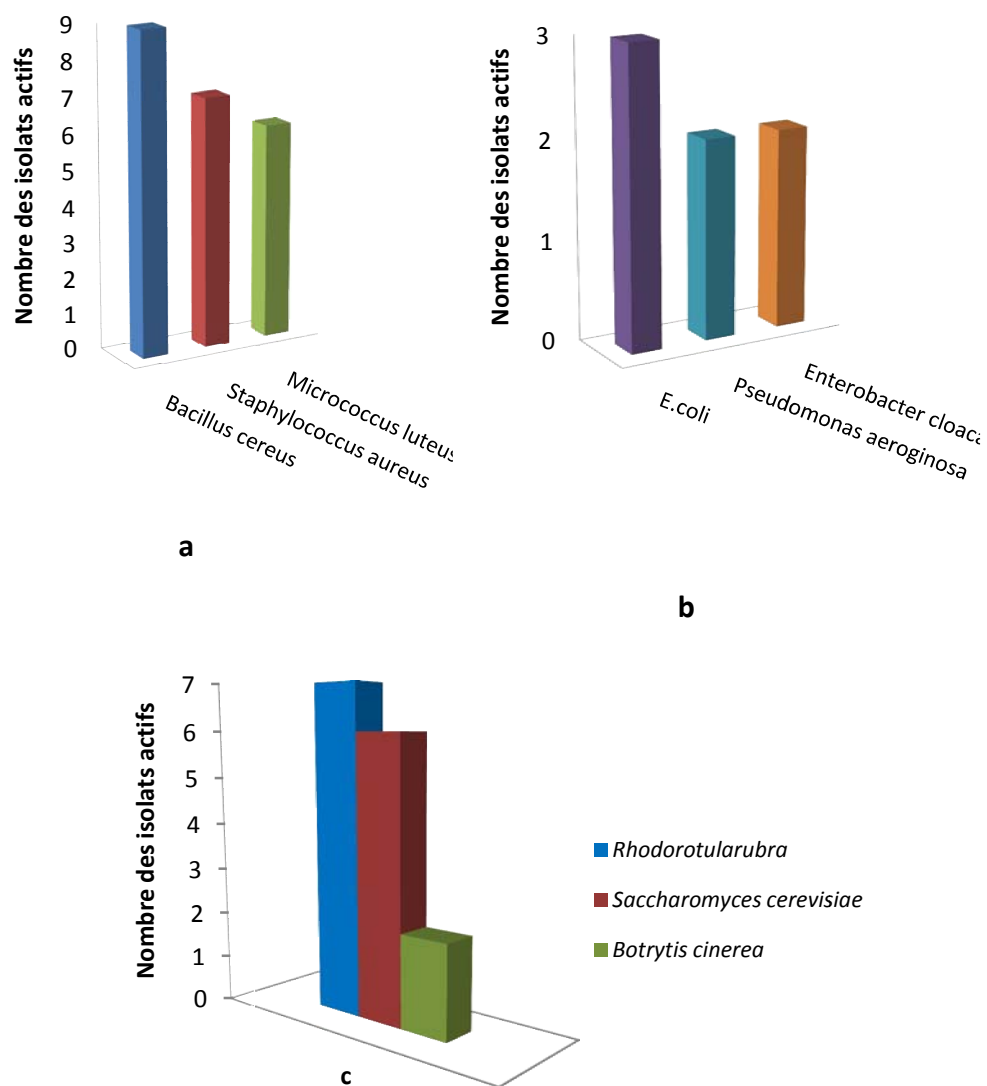 Nombre des isolats actifs
9
8
7
6
5
4
3
2
1
0
Bacillus cereus
Staphylococcus aureus
Micrococcus luteus
a
Nombre des isolats actifs
3
2
1
0
E.coli
Pseudomonas aeroginosa
Enterobacter cloaca
b
Nombre des isolats actifs
7
6
5
4
3
2
1
0
Rhodorotularubra
Saccharomyces cerevisiae
Botrytis cinerea
c